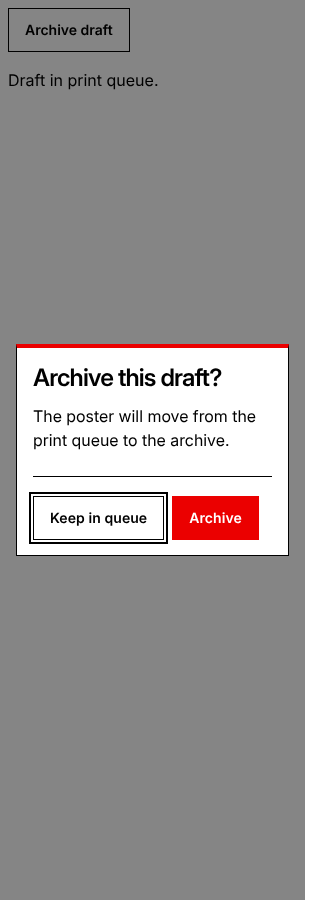 Archive draft
Draft in print queue.
Archive this draft?
The poster will move from the
print queue to the archive.
Keep in queue
Archive